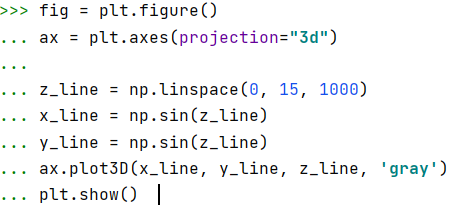 >>> fig = plt.figure()
... ax = plt.axes(projection="3d")
...
... z_line = np.linspace(0, 15, 1000)
... x_line = np.sin(z_line)
... y_line = np.sin(z_line)
... ax.plot3D(x_line, y_line, z_line, 'gray')
... plt.show()